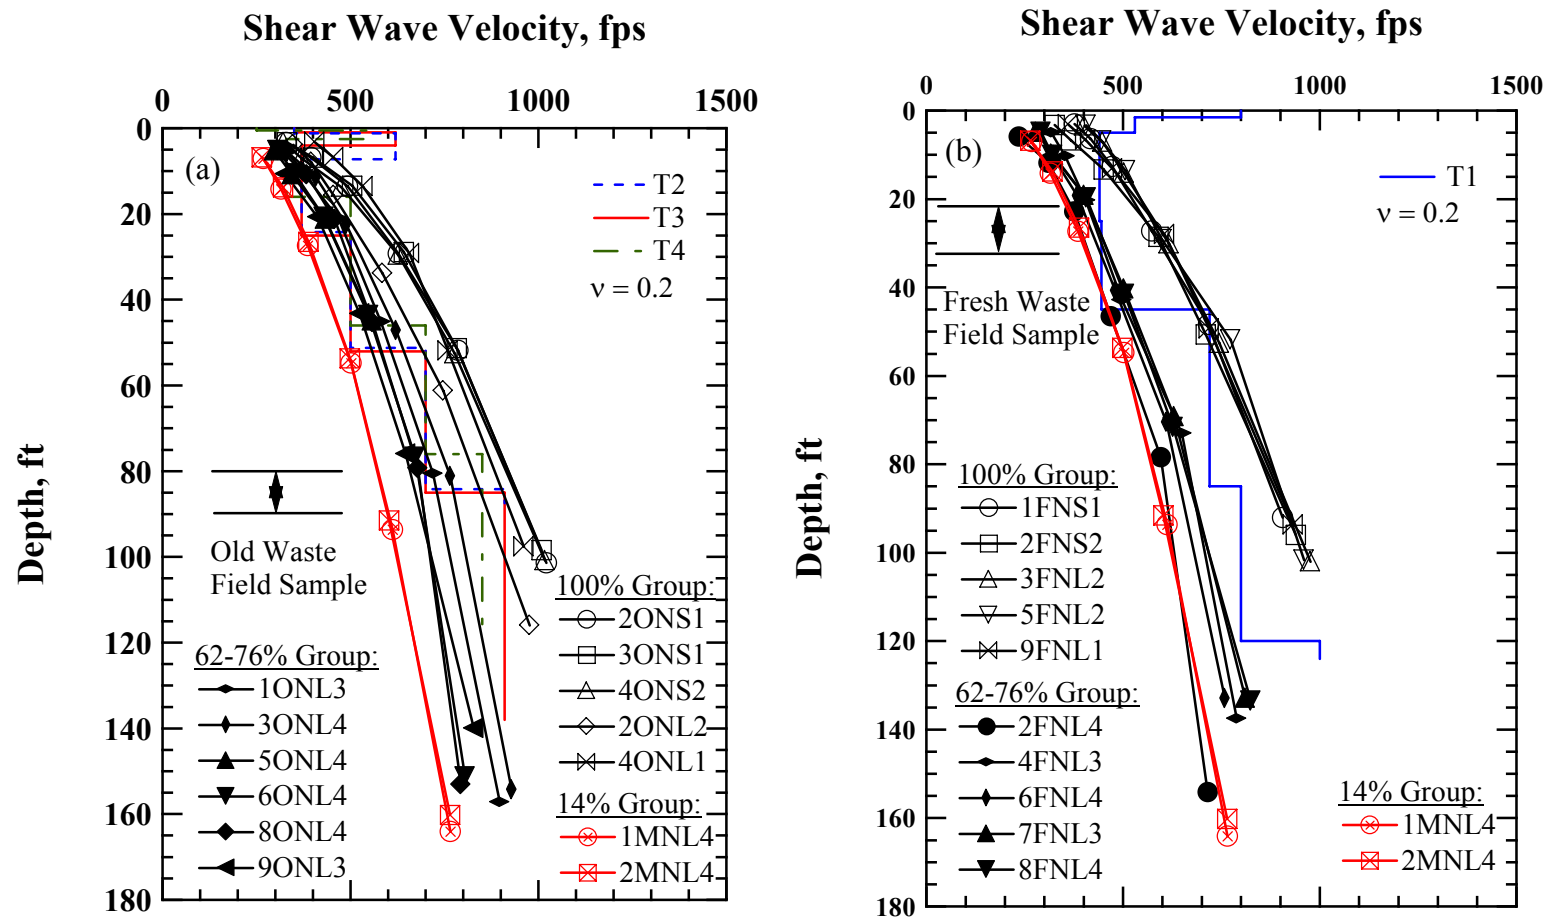 Shear Wave Velocity, fps
0 500 1000 1500
0
20
40
60
80
100
120
140
160
180
Depth, ft
(a)
T2
T3
T4
ν = 0.2
Old Waste
Field Sample
62-76% Group:
1ONL3
3ONL4
5ONL4
6ONL4
8ONL4
9ONL3
100% Group:
2ONS1
3ONS1
4ONS2
2ONL2
4ONL1
14% Group:
1MNL4
2MNL4
Shear Wave Velocity, fps
0 500 1000 1500
0
20
40
60
80
100
120
140
160
180
Depth, ft
(b)
T1
ν = 0.2
Fresh Waste
Field Sample
100% Group:
1FNS1
2FNS2
3FNL2
5FNL2
9FNL1
62-76% Group:
2FNL4
4FNL3
6FNL4
7FNL3
8FNL4
14% Group:
1MNL4
2MNL4